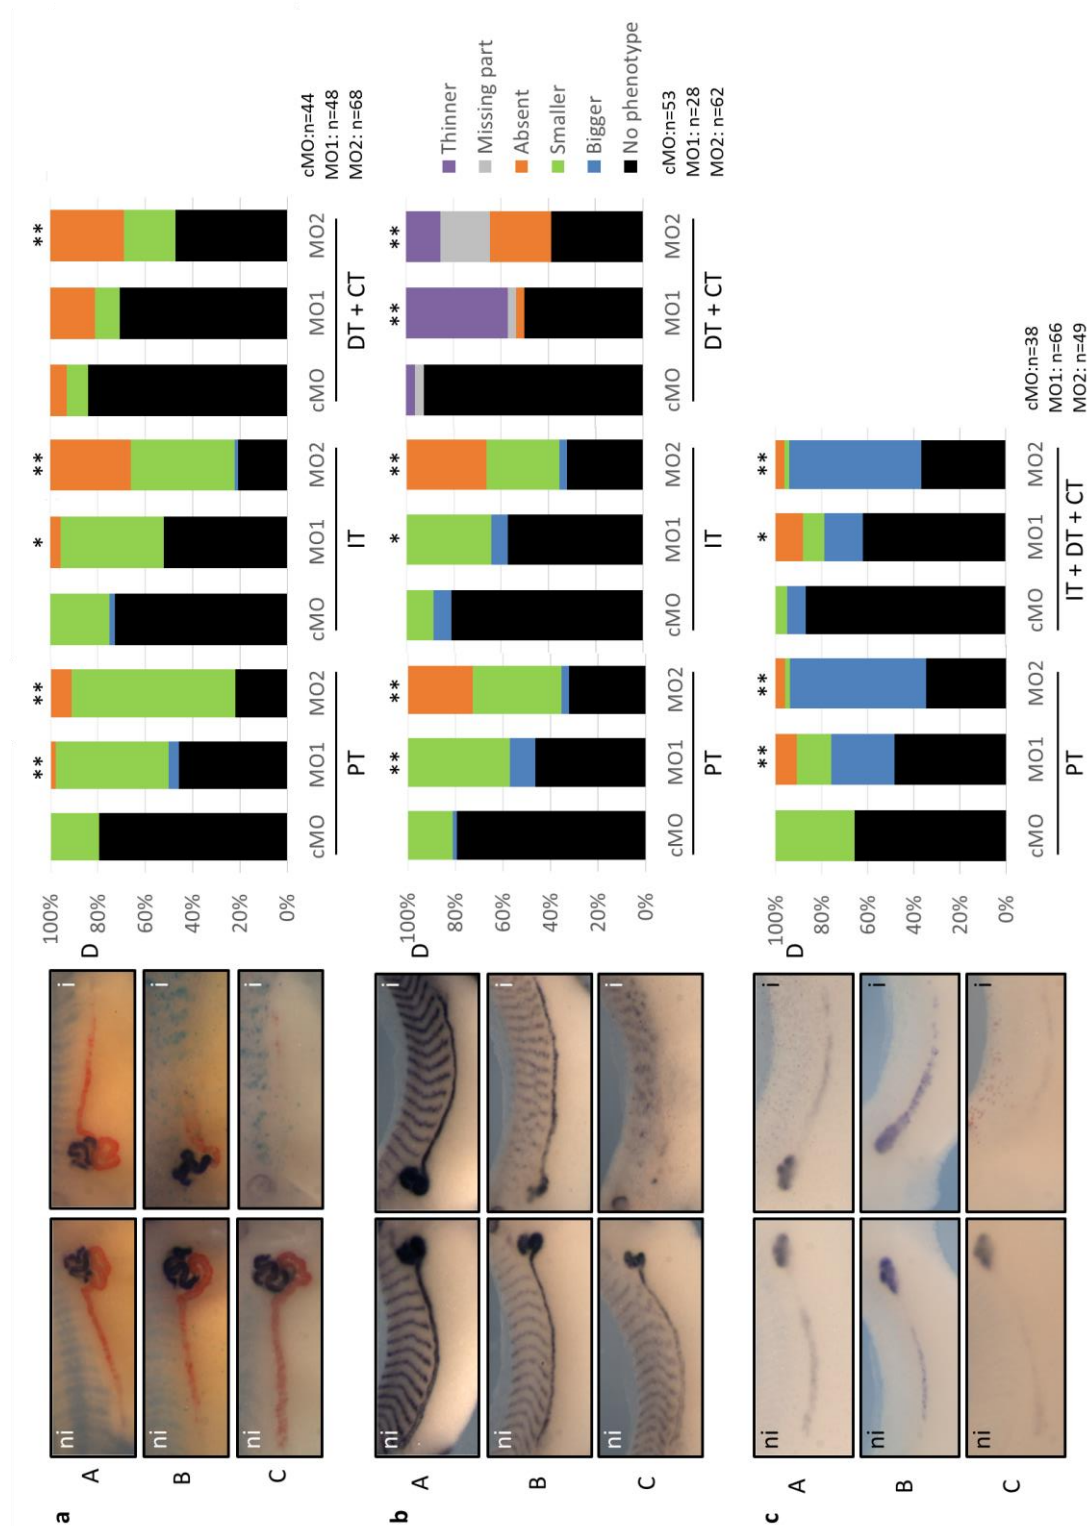 a
A
ni
i
B
ni
i
C
ni
i
D
100%
80%
60%
40%
20%
0%
**
**
*
**
**
cMO
MO1
MO2
cMO
MO1
MO2
cMO
MO1
MO2
PT
IT
DT + CT
cMO:n=44
MO1: n=48
MO2: n=68
b
A
ni
i
B
ni
i
C
ni
i
D
100%
80%
60%
40%
20%
0%
**
**
*
**
**
**
cMO
MO1
MO2
cMO
MO1
MO2
cMO
MO1
MO2
PT
IT
DT + CT
Thinner
Missing part
Absent
Smaller
Bigger
No phenotype
cMO:n=53
MO1: n=28
MO2: n=62
c
A
ni
i
B
ni
i
C
ni
i
D
100%
80%
60%
40%
20%
0%
**
**
*
**
cMO
MO1
MO2
cMO
MO1
MO2
PT
IT + DT + CT
cMO:n=38
MO1: n=66
MO2: n=49